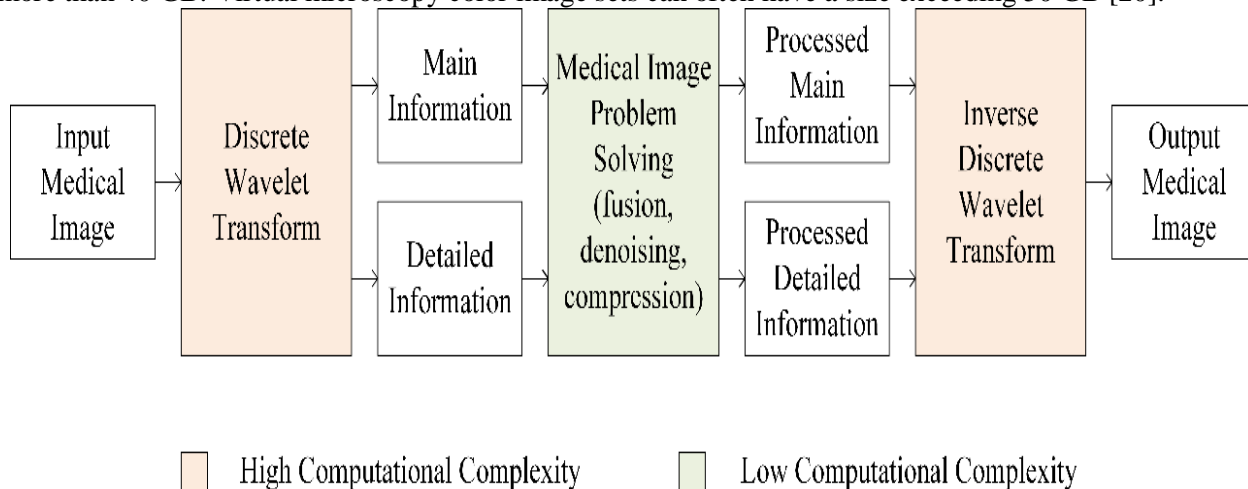 more than 40 GB. Virtual microscopy color image sets can often have a size exceeding 30 GB [20].
Input
Medical
Image
Discrete
Wavelet
Transform
Main
Information
Detailed
Information
Medical Image
Problem
Solving
(fusion,
denoising,
compression)
Processed
Main
Information
Processed
Detailed
Information
Inverse
Discrete
Wavelet
Transform
Output
Medical
Image
High Computational Complexity
Low Computational Complexity